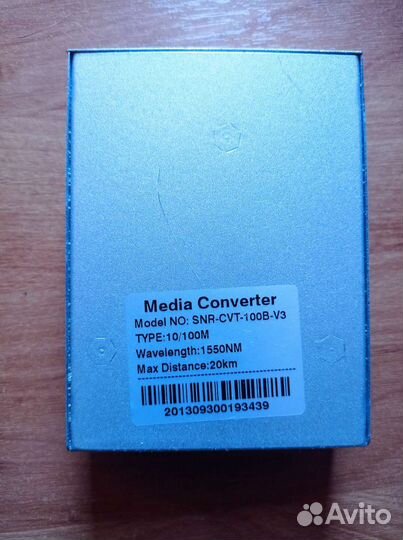 Media Converter
Model NO: SNR-CVT-100B-V3
TYPE:10/100M
Wavelength:1550NM
Max Distance:20km
201309300193439
Avito